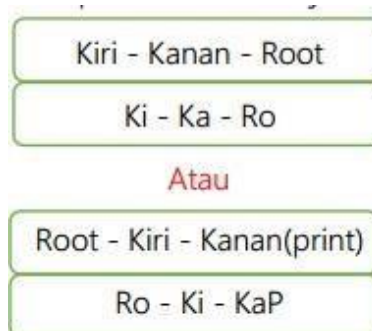 Kiri - Kanan - Root
Ki - Ka - Ro
Atau
Root - Kiri - Kanan(print)
Ro - Ki - KaP